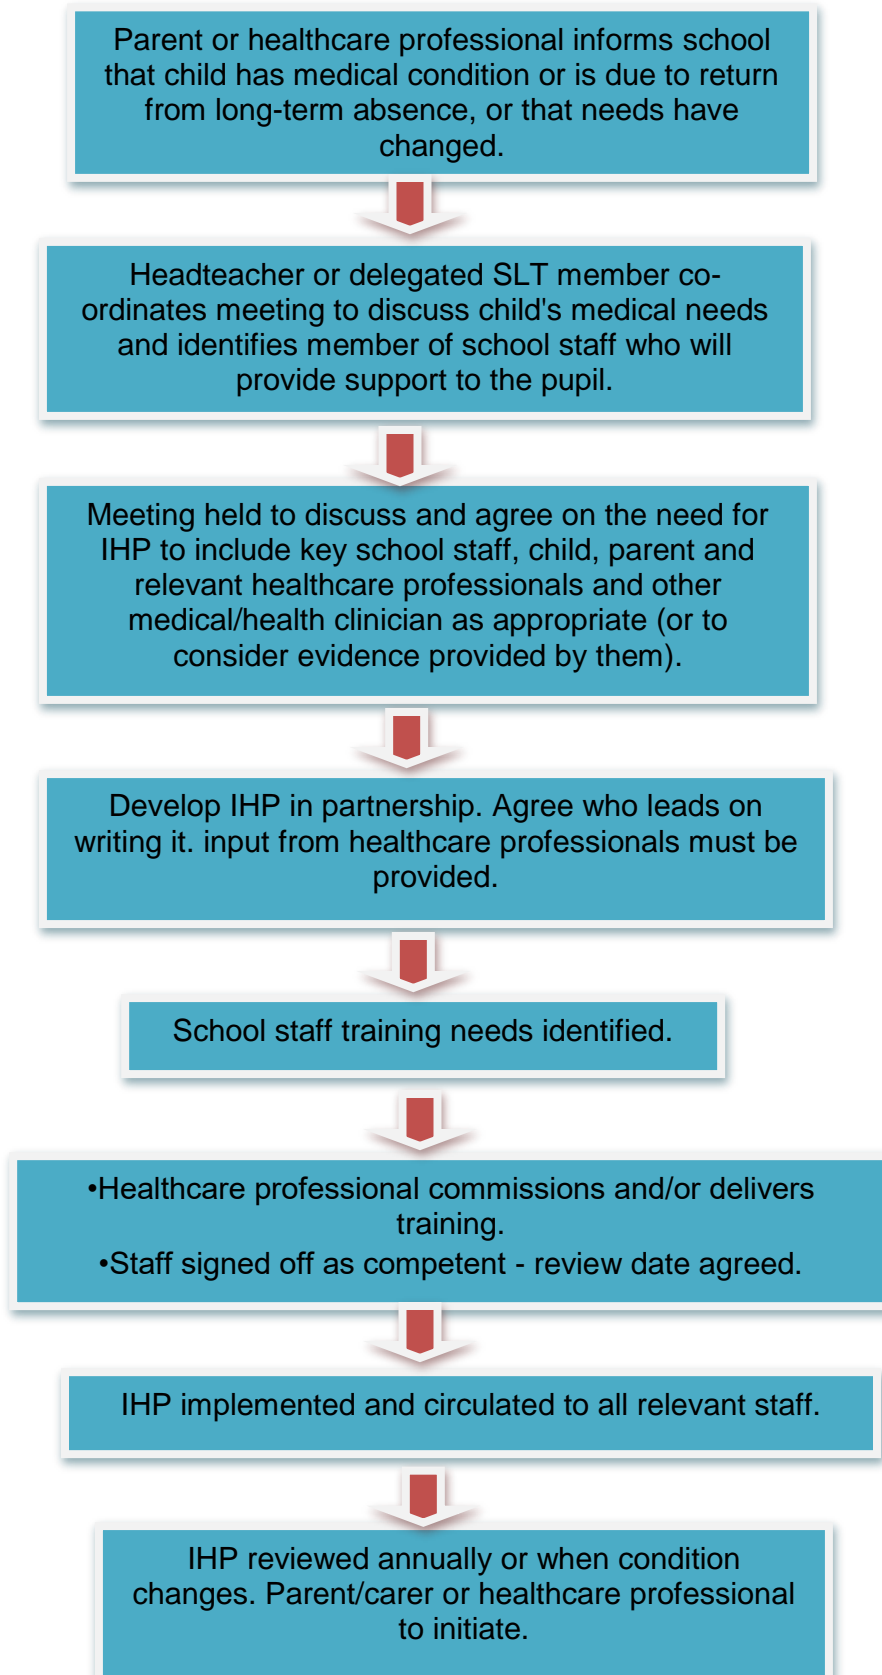 Parent or healthcare professional informs school
that child has medical condition or is due to return
from long-term absence, or that needs have
changed.
Headteacher or delegated SLT member co-
ordinates meeting to discuss child's medical needs
and identifies member of school staff who will
provide support to the pupil.
Meeting held to discuss and agree on the need for
IHP to include key school staff, child, parent and
relevant healthcare professionals and other
medical/health clinician as appropriate (or to
consider evidence provided by them).
Develop IHP in partnership. Agree who leads on
writing it. input from healthcare professionals must be
provided.
School staff training needs identified.
•Healthcare professional commissions and/or delivers
training.
•Staff signed off as competent - review date agreed.
IHP implemented and circulated to all relevant staff.
IHP reviewed annually or when condition
changes. Parent/carer or healthcare professional
to initiate.